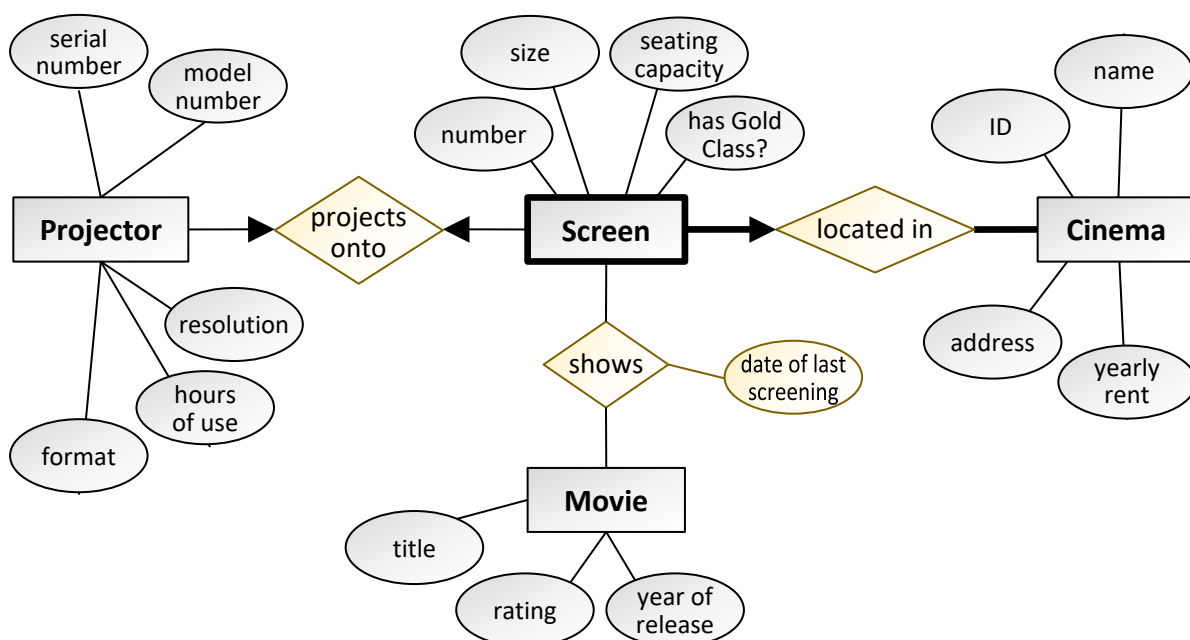 serial
number
model
number
size
seating
capacity
name
number
has Gold
Class?
ID
Projector
projects
onto
Screen
located in
Cinema
resolution
shows
date of last
screening
address
yearly
rent
hours
of use
format
Movie
title
rating
year of
release